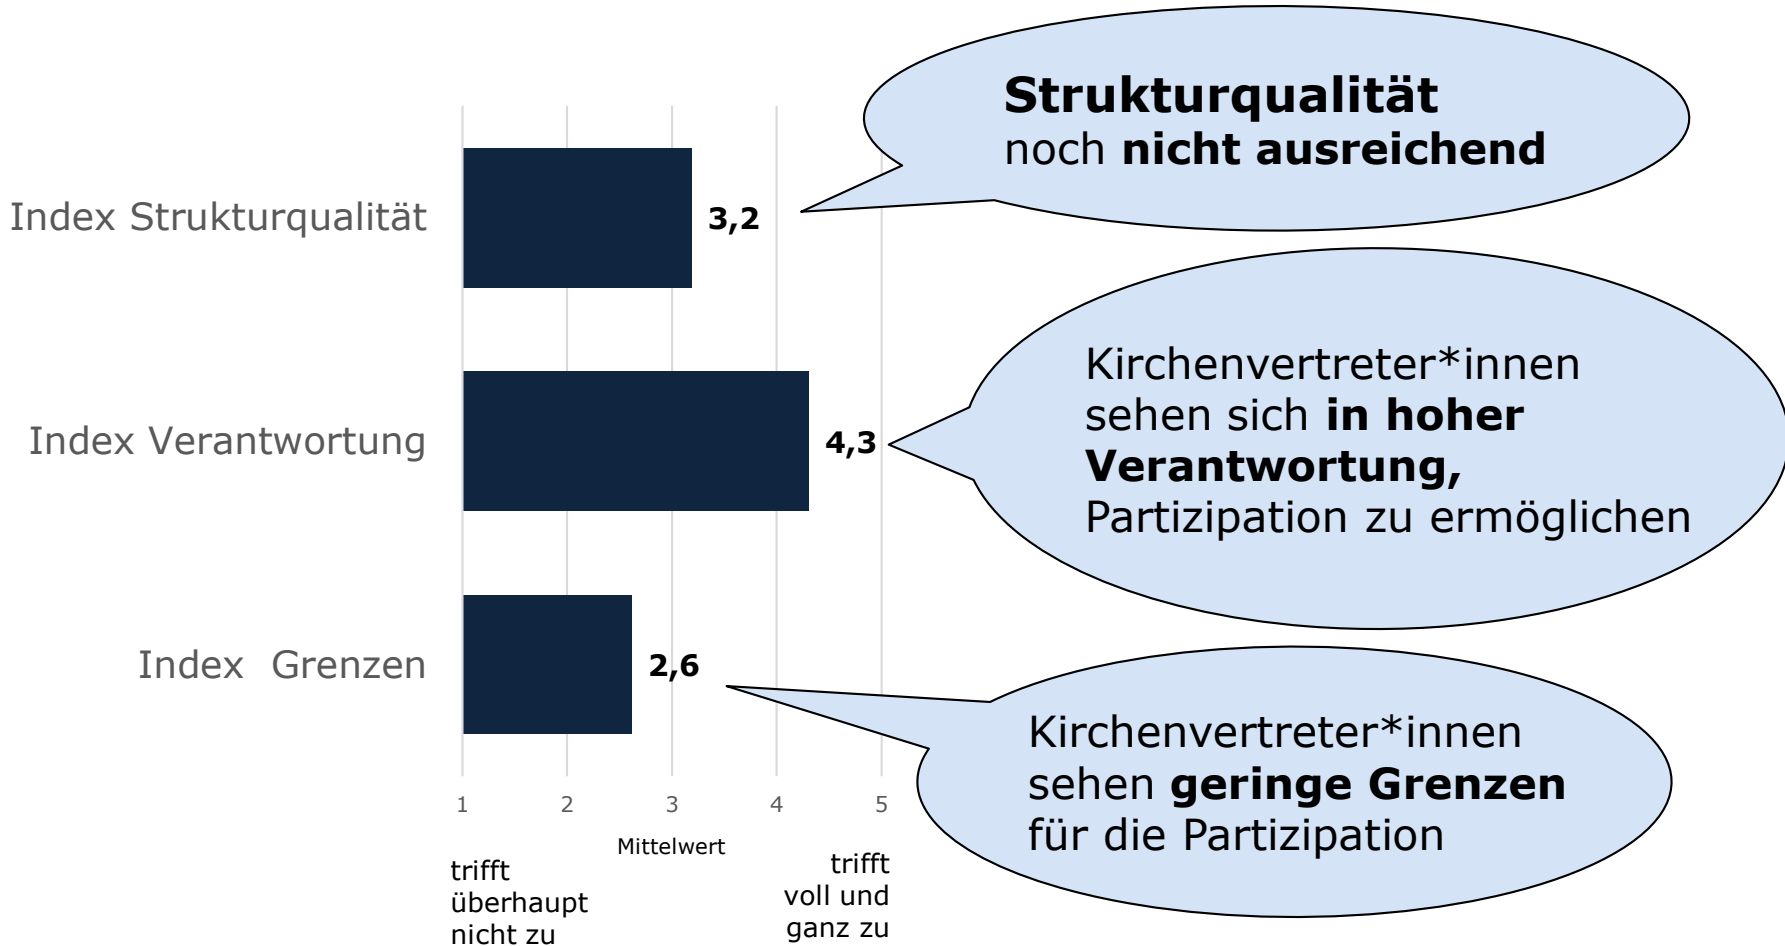 Strukturqualität
noch nicht ausreichend
Index Strukturqualität
3,2
Kirchenvertreter*innen
sehen sich in hoher
Verantwortung,
Partizipation zu ermöglichen
Index Verantwortung
4,3
Index  Grenzen
2,6
Kirchenvertreter*innen
sehen geringe Grenzen
für die Partizipation
1 2 3 4 5
Mittelwert
trifft
überhaupt
nicht zu
trifft
voll und
ganz zu